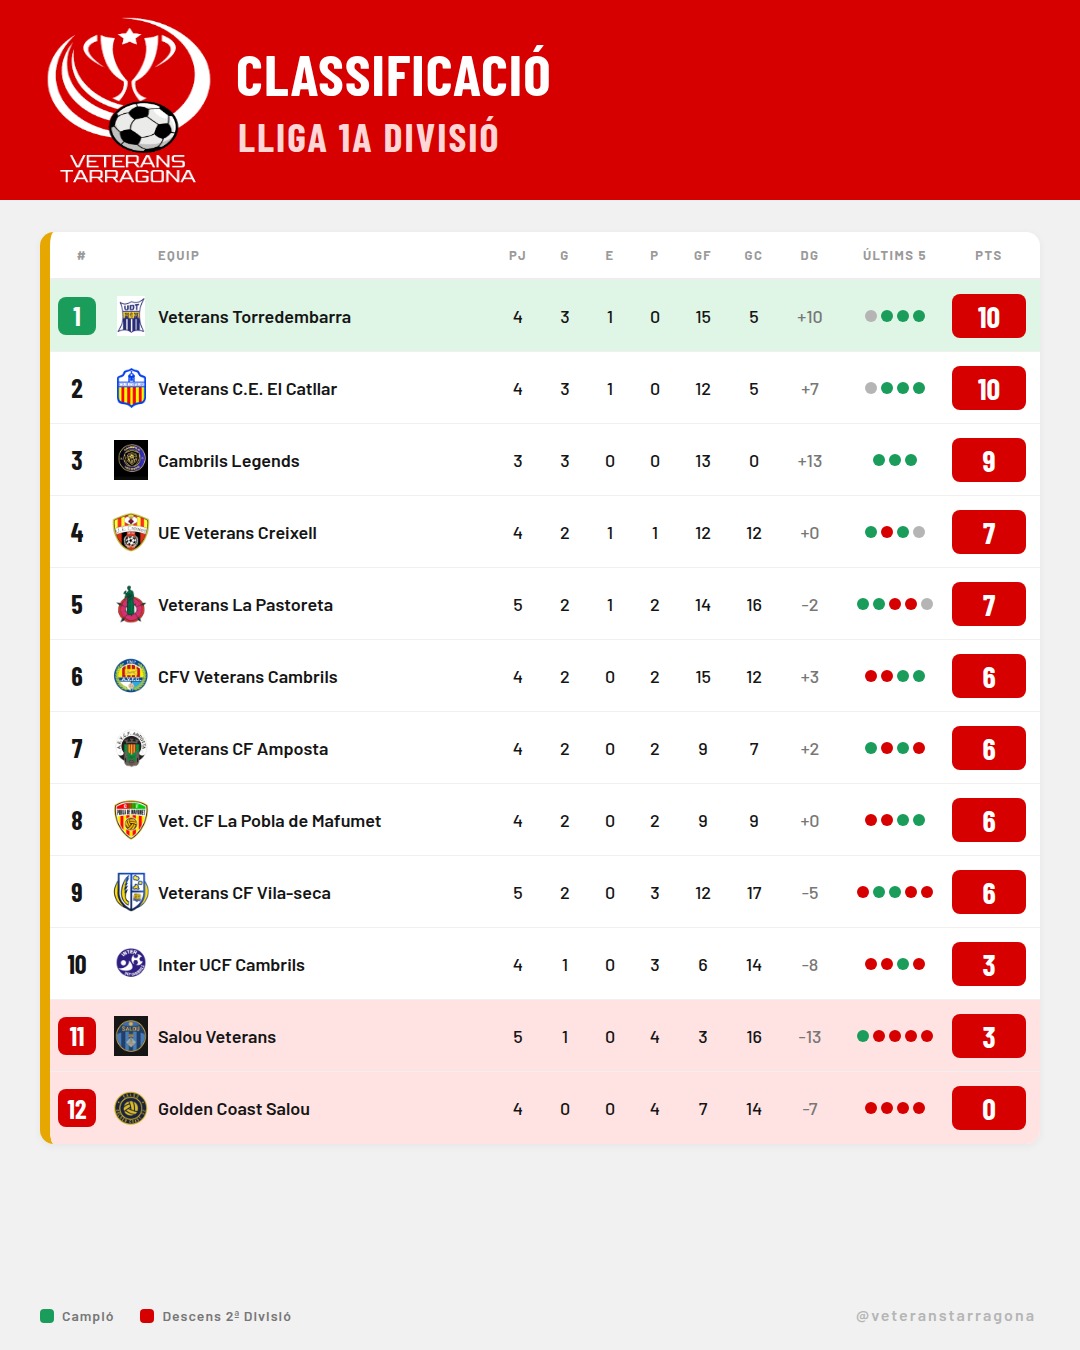 VETERANS
TARRAGONA
CLASSIFICACIÓ
LLIGA 1A DIVISIÓ
# EQUIP PJ G E P GF GC DG ÚLTIMS 5 PTS
1 UDT Veterans Torredembarra 4 3 1 0 15 5 +10 10
2 Veterans C.E. El Catllar 4 3 1 0 12 5 +7 10
3 Cambrils Legends 3 3 0 0 13 0 +13 9
4 UE Veterans Creixell 4 2 1 1 12 12 +0 7
5 Veterans La Pastoreta 5 2 1 2 14 16 -2 7
6 CFV Veterans Cambrils 4 2 0 2 15 12 +3 6
7 Veterans CF Amposta 4 2 0 2 9 7 +2 6
8 Vet. CF La Pobla de Mafumet 4 2 0 2 9 9 +0 6
9 Veterans CF Vila-seca 5 2 0 3 12 17 -5 6
10 INTER Inter UCF Cambrils 4 1 0 3 6 14 -8 3
11 SALOU Salou Veterans 5 1 0 4 3 16 -13 3
12 Golden Coast Salou 4 0 0 4 7 14 -7 0
Campió Descens 2ª Divisió @veteranstarragona